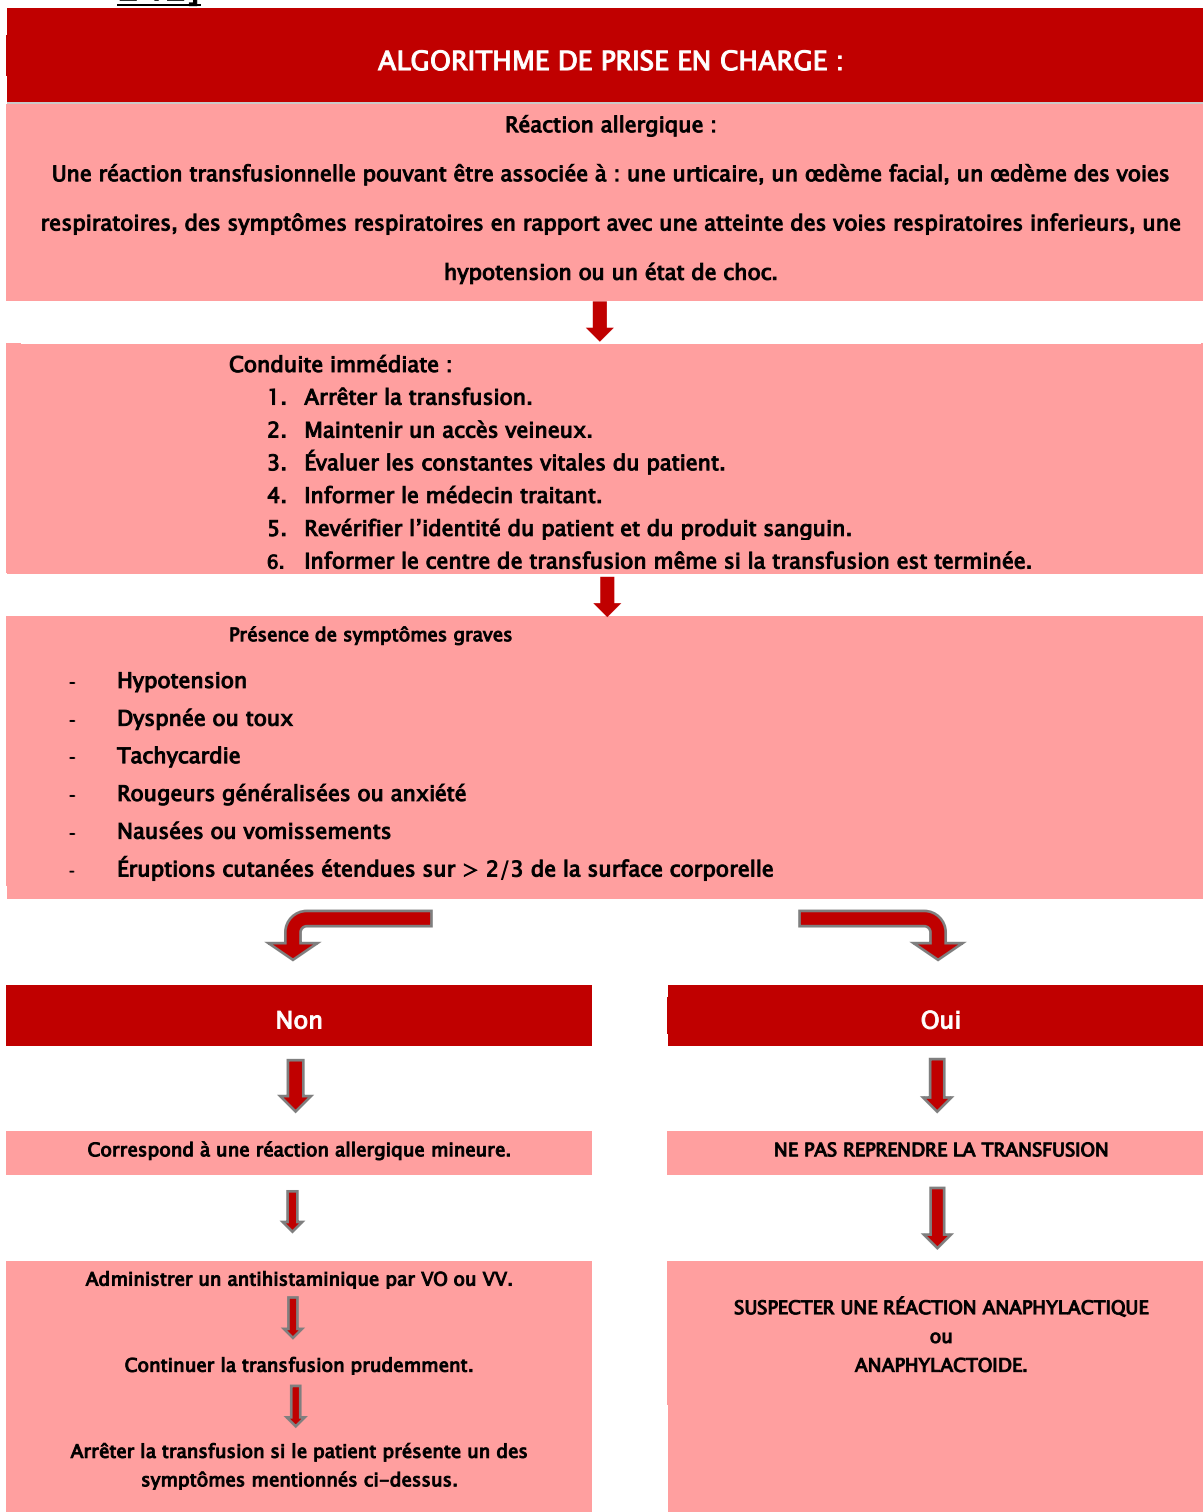 ALGORITHME DE PRISE EN CHARGE :
Réaction allergique :
Une réaction transfusionnelle pouvant être associée à : une urticaire, un œdème facial, un œdème des voies
respiratoires, des symptômes respiratoires en rapport avec une atteinte des voies respiratoires inferieurs, une
hypotension ou un état de choc.
Conduite immédiate :
1. Arrêter la transfusion.
2. Maintenir un accès veineux.
3. Évaluer les constantes vitales du patient.
4. Informer le médecin traitant.
5. Revérifier l’identité du patient et du produit sanguin.
6. Informer le centre de transfusion même si la transfusion est terminée.
Présence de symptômes graves
- Hypotension
- Dyspnée ou toux
- Tachycardie
- Rougeurs généralisées ou anxiété
- Nausées ou vomissements
- Éruptions cutanées étendues sur > 2/3 de la surface corporelle
Non
Oui
Correspond à une réaction allergique mineure.
NE PAS REPRENDRE LA TRANSFUSION
Administrer un antihistaminique par VO ou VV.
Continuer la transfusion prudemment.
Arrêter la transfusion si le patient présente un des
symptômes mentionnés ci-dessus.
SUSPECTER UNE RÉACTION ANAPHYLACTIQUE
ou
ANAPHYLACTOIDE.